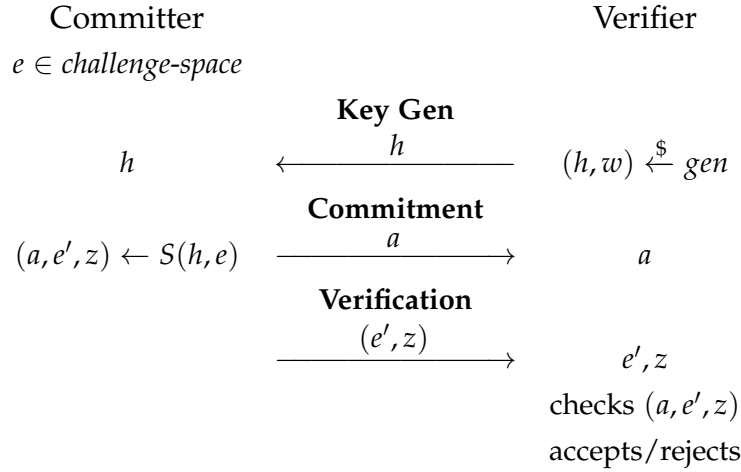 Committer Verifier
e ∈ challenge-space
Key Gen
h
h (h, w) ←$ gen
Commitment
a
(a, e′, z) ← S(h, e) a
Verification
(e′, z)
e′, z
checks (a, e′, z)
accepts/rejects